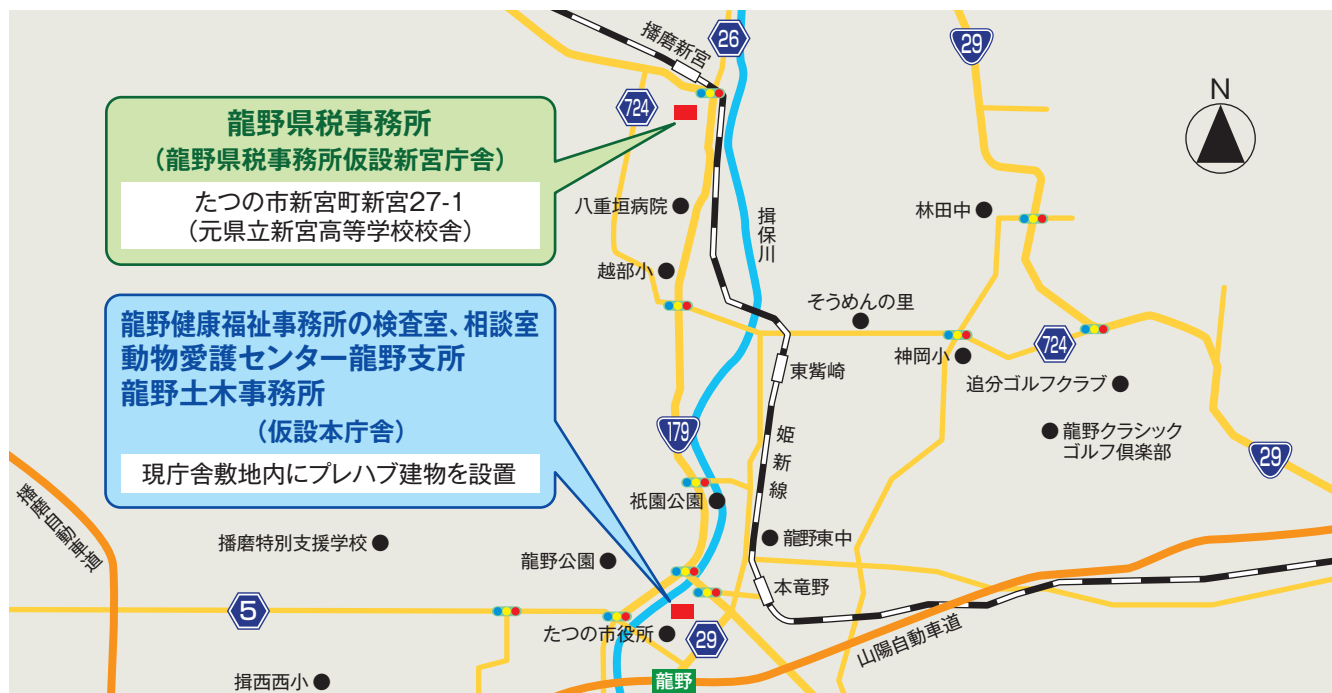 龍野県税事務所
(龍野県税事務所仮設新宮庁舎)
たつの市新宮町新宮27-1
(元県立新宮高等学校校舎)
龍野健康福祉事務所の検査室、相談室
動物愛護センター龍野支所
龍野土木事務所
(仮設本庁舎)
現庁舎敷地内にプレハブ建物を設置
播磨新宮
26
29
N
724
八重垣病院
揖保川
林田中
越部小
そうめんの里
神岡小
724
東觜崎
追分ゴルフクラブ
179
姫新線
龍野クラシック
ゴルフ倶楽部
29
播磨自動車道
祇園公園
播磨特別支援学校
龍野東中
龍野公園
本竜野
5
たつの市役所
29
山陽自動車道
龍野
揖西西小